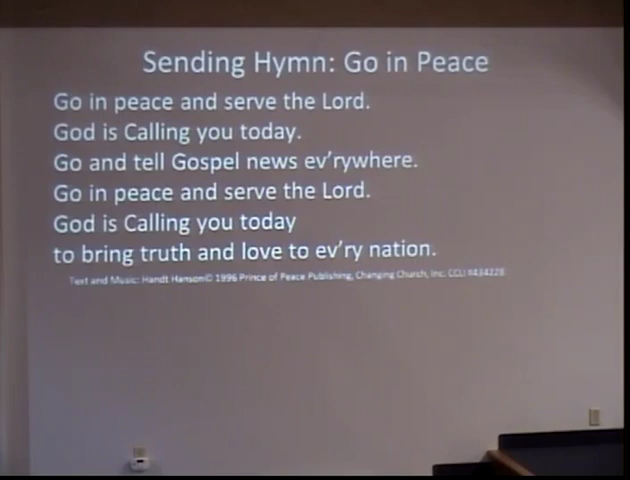 Sending Hymn: Go in Peace
Go in peace and serve the Lord.
God is Calling you today.
Go and tell Gospel news ev'rywhere.
Go in peace and serve the Lord.
God is Calling you today
to bring truth and love to ev'ry nation.
Text and Music: Handt Hanson© 1996 Prince of Peace Publishing, Changing Church, Inc. CCLI